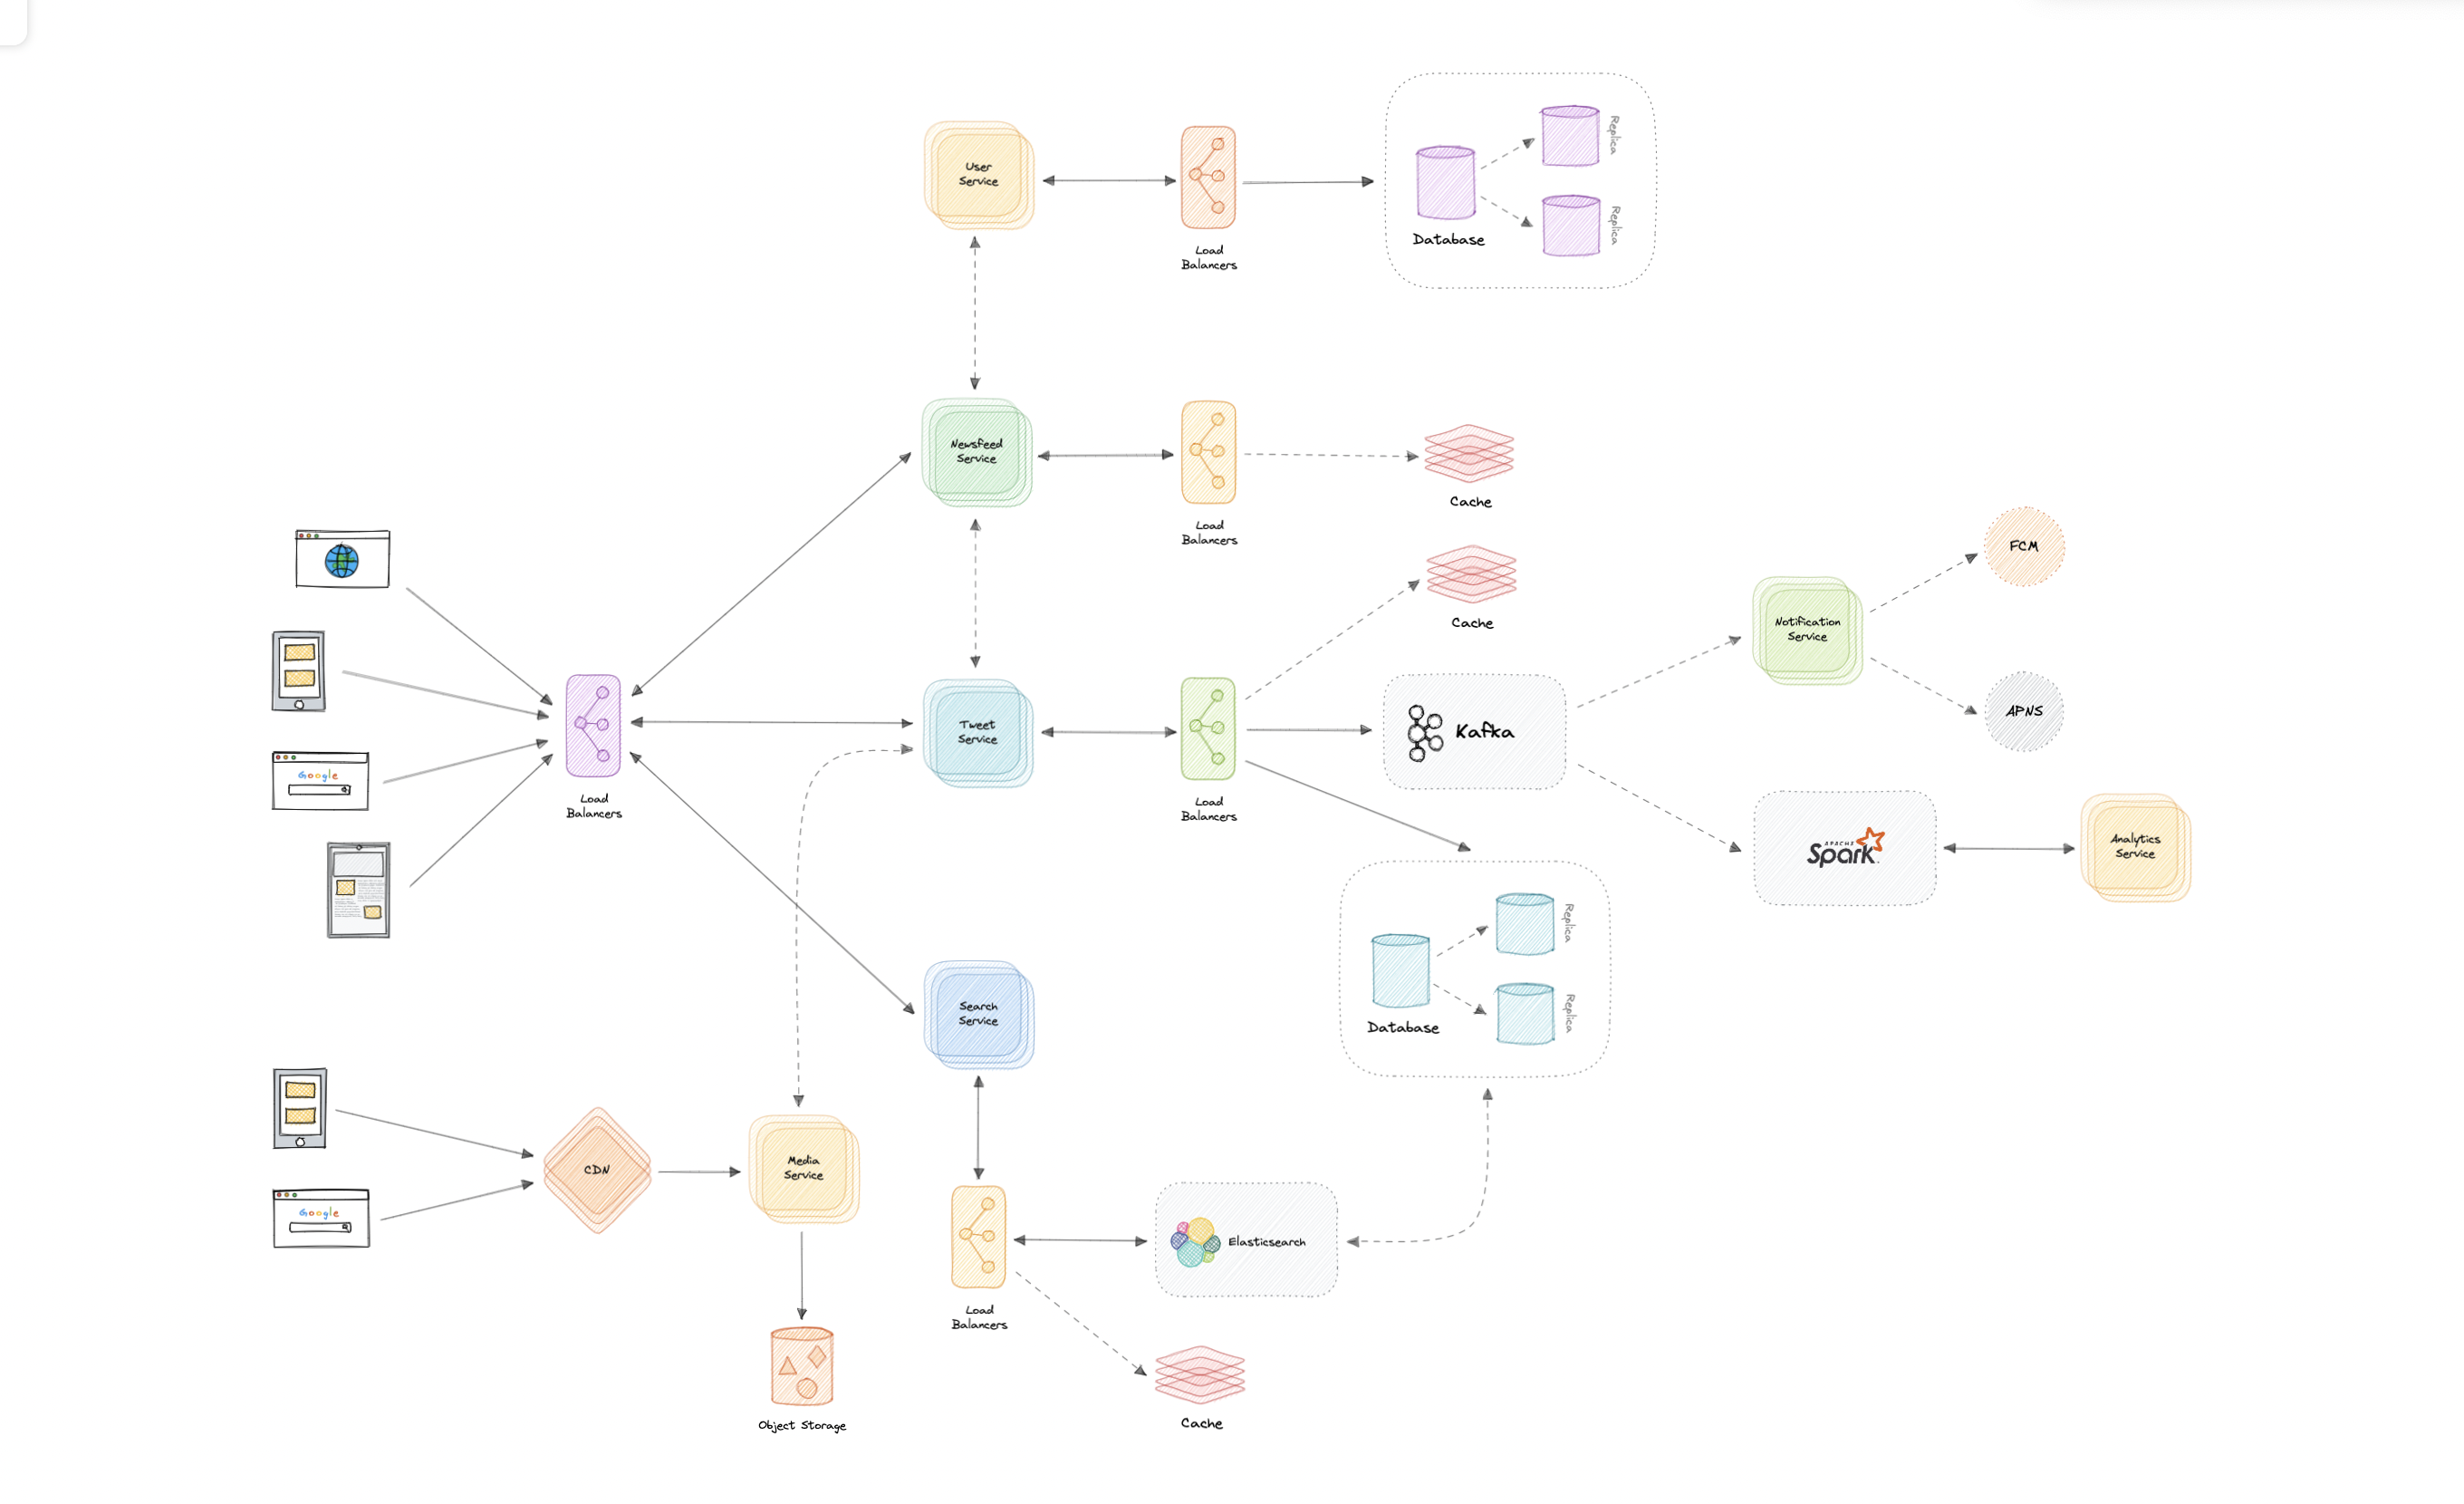 User
Service
Load
Balancers
Database
Replica
Replica
Newsfeed
Service
Load
Balancers
Cache
Cache
FCM
Notification
Service
APNS
Google
Load
Balancers
Tweet
Service
Load
Balancers
Kafka
APACHE
Spark
Analytics
Service
Database
Replica
Replica
Search
Service
Google
CDN
Media
Service
Load
Balancers
Elasticsearch
Object Storage
Cache